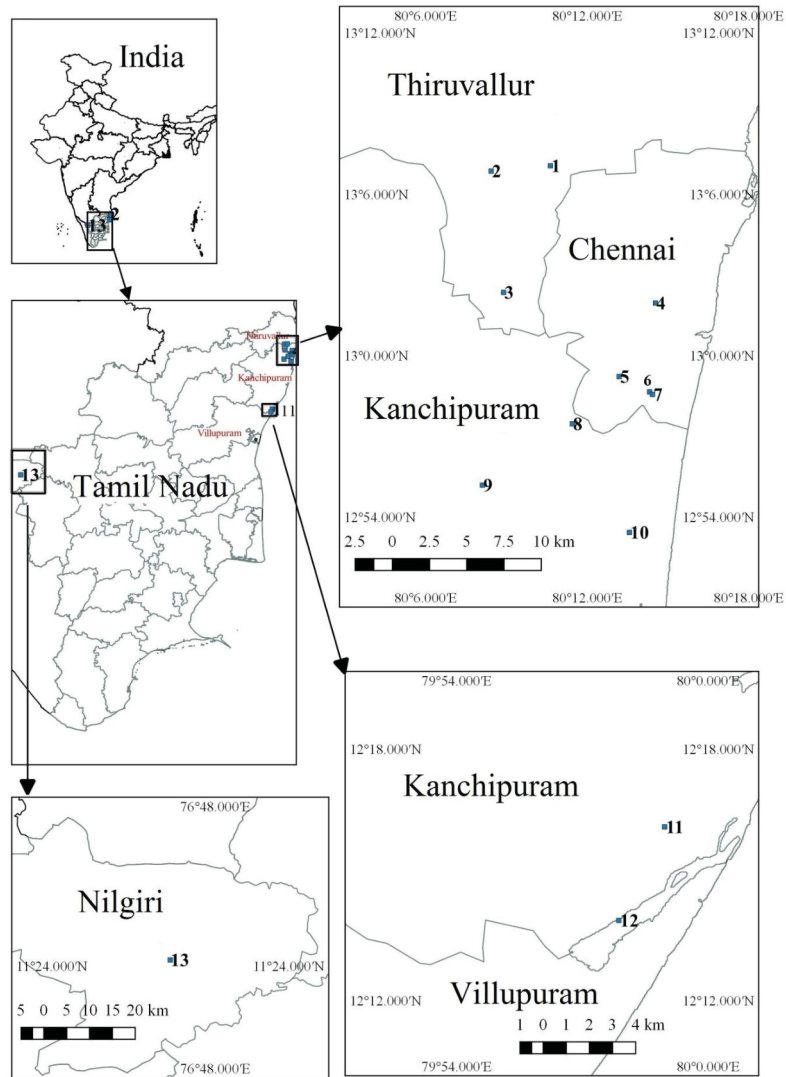 India
2
13
Thiruvallur
Kanchipuram
111
Villupuram
13
Tamil Nadu
80°6.000'E 80°12.000'E 80°18.000'E
13°12.000'N 13°12.000'N
Thiruvallur
2 1
13°6.000'N 13°6.000'N
Chennai
3 4
13°0.000'N 13°0.000'N
5 6 7
Kanchipuram
8
9
12°54.000'N 12°54.000'N
10
2.5 0 2.5 5 7.5 10 km
80°6.000'E 80°12.000'E 80°18.000'E
76°48.000'E
Nilgiri
13
11°24.000'N 11°24.000'N
5 0 5 10 15 20 km
76°48.000'E
79°54.000'E 80°0.000'E
12°18.000'N 12°18.000'N
Kanchipuram
11
12
Villupuram
12°12.000'N 12°12.000'N
1 0 1 2 3 4 km
79°54.000'E 80°0.000'E